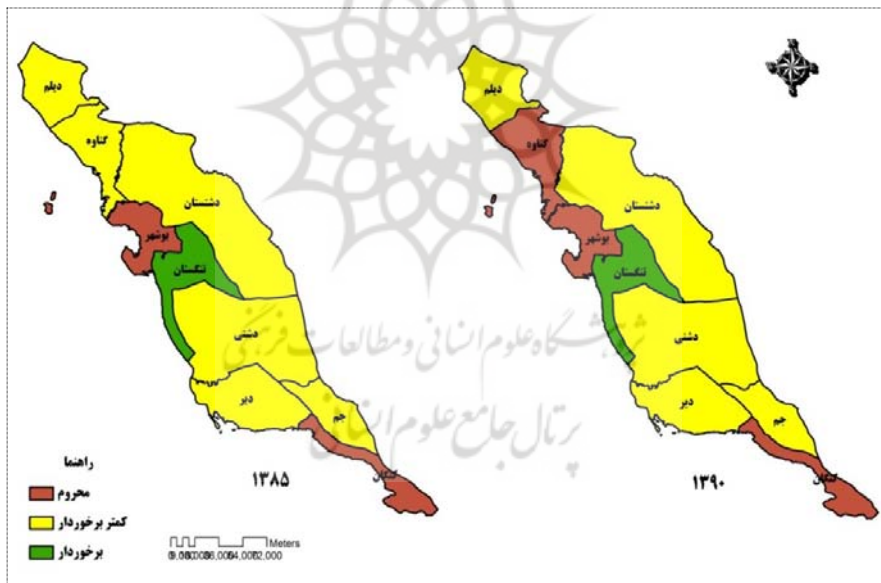 دیلم
گناوه
دشتستان
بوشهر
تنگستان
دشتی
دیر
جم
کنگان
۱۳۸۵
دیلم
گناوه
دشتستان
بوشهر
تنگستان
دشتی
دیر
جم
کنگان
۱۳۹۰
پژوهشگاه علوم انسانی و مطالعات فرهنگی
پرتال جامع علوم انسانی
راهنما
محروم
کمتر برخوردار
برخوردار
Meters